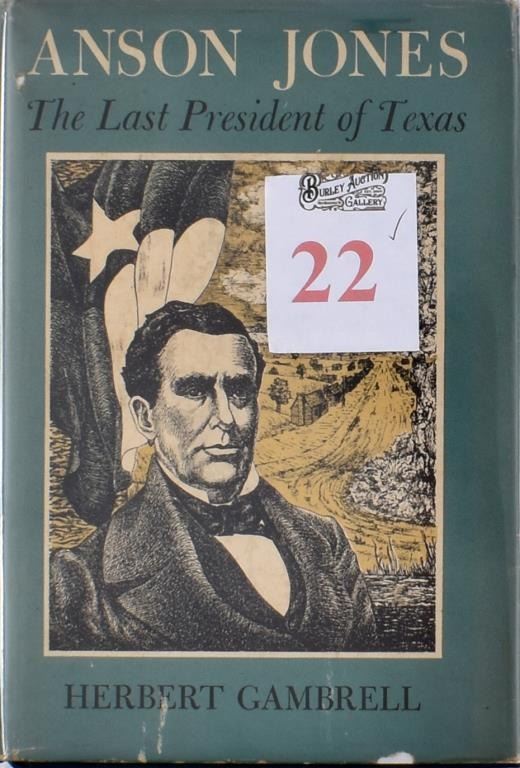 ANSON JONES
The Last President of Texas
BURLEY AUCTION
GALLERY
22
HERBERT GAMBRELL